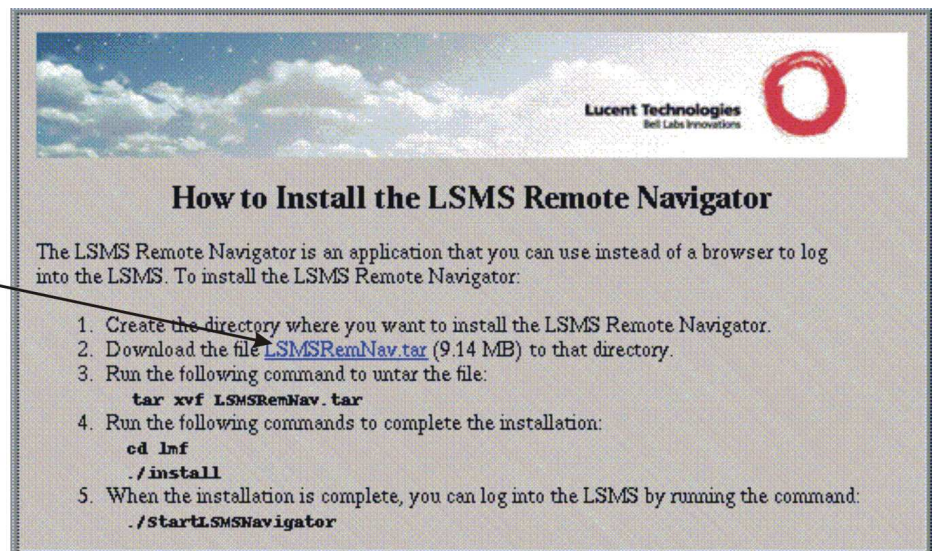 Lucent Technologies
Bell Labs Innovations
How to Install the LSMS Remote Navigator
The LSMS Remote Navigator is an application that you can use instead of a browser to log
into the LSMS. To install the LSMS Remote Navigator:
1. Create the directory where you want to install the LSMS Remote Navigator.
2. Download the file LSMSRemNav.tar (9.14 MB) to that directory.
3. Run the following command to untar the file:
tar xvf LSMSRemNav.tar
4. Run the following commands to complete the installation:
cd lmf
./install
5. When the installation is complete, you can log into the LSMS by running the command:
./StartLSMSNavigator